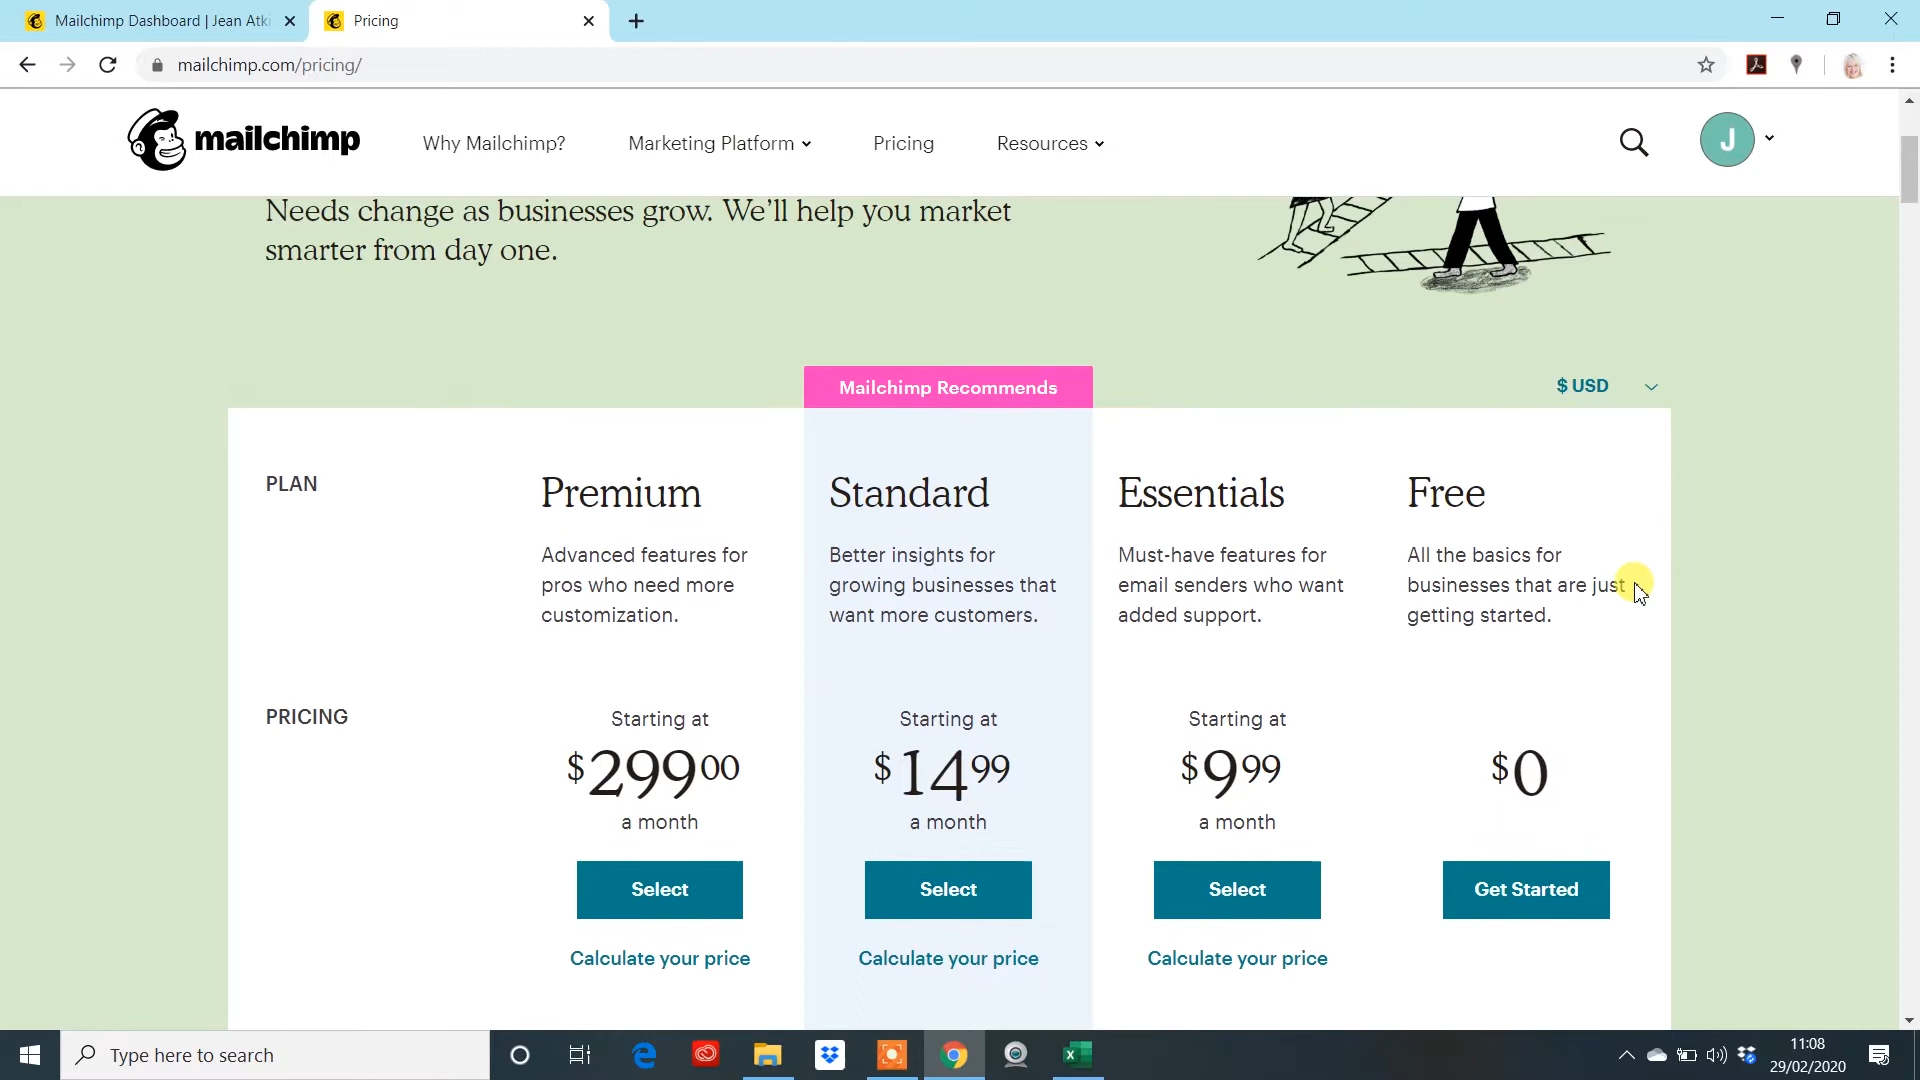 Mailchimp Dashboard | Jean Atki
Pricing
mailchimp.com/pricing/
mailchimp
Why Mailchimp?
Marketing Platform
Pricing
Resources
J
Needs change as businesses grow. We’ll help you market
smarter from day one.
Mailchimp Recommends
$ USD
PLAN
Premium
Advanced features for
pros who need more
customization.
Standard
Better insights for
growing businesses that
want more customers.
Essentials
Must-have features for
email senders who want
added support.
Free
All the basics for
businesses that are just
getting started.
PRICING
Starting at
$299 00
a month
Select
Calculate your price
Starting at
$14 99
a month
Select
Calculate your price
Starting at
$9 99
a month
Select
Calculate your price
$0
Get Started
Type here to search
11:08
29/02/2020